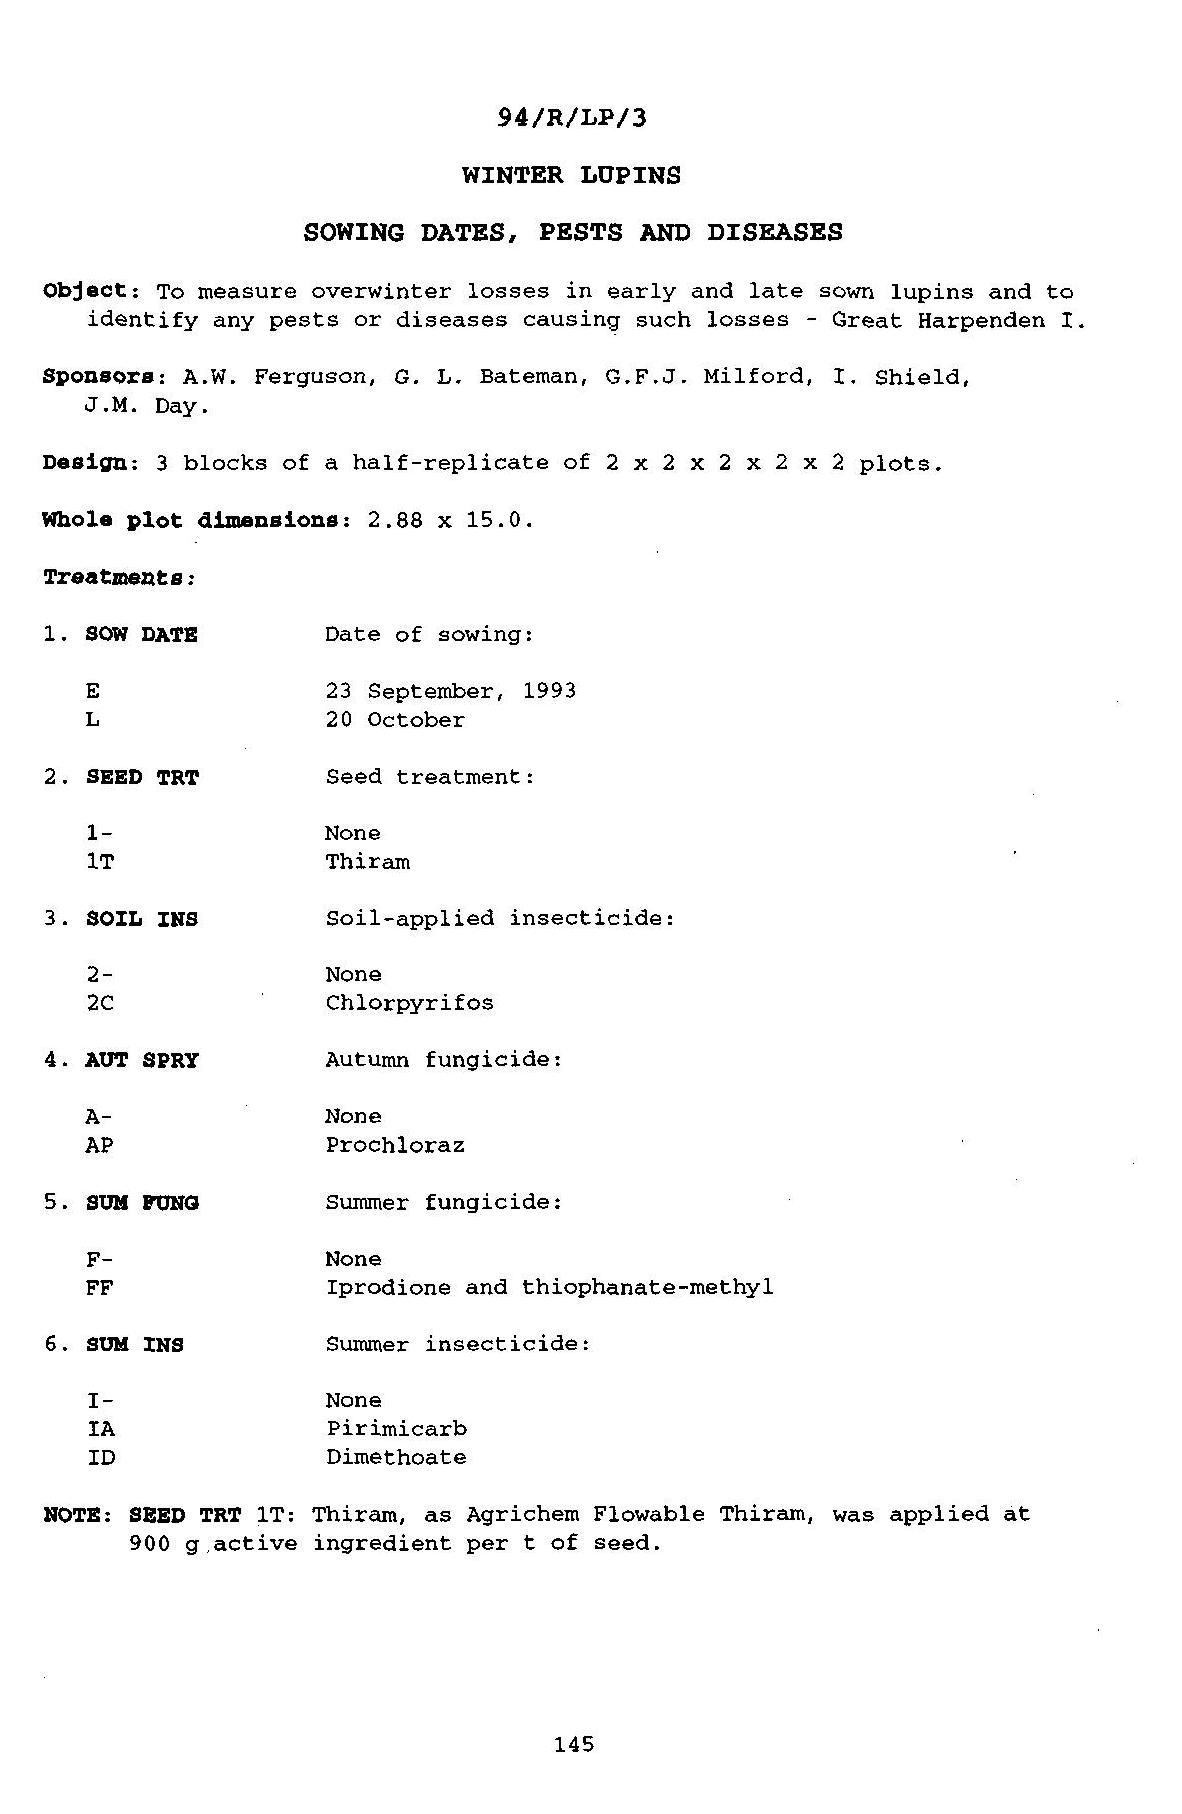 94/R/LP/3
WINTER LUPINS
SOWING DATES, PESTS AND DISEASES
Object: To measure overwinter losses in early and late sown lupins and to
identify any pests or diseases causing such losses - Great Harpenden I.
Sponsors: A.W. Ferguson, G. L. Bateman, G.F.J. Milford, I. Shield,
J.M. Day.
Design: 3 blocks of a half-replicate of 2 x 2 x 2 x 2 x 2 plots.
Whole plot dimensions: 2.88 x 15.0.
Treatments:
1. SOW DATE Date of sowing:
E 23 September, 1993
L 20 October
2. SEED TRT Seed treatment:
1- None
1T Thiram
3. SOIL INS Soil-applied insecticide:
2- None
2C Chlorpyrifos
4. AUT SPRY Autumn fungicide:
A- None
AP Prochloraz
5. SUM FUNG Summer fungicide:
F- None
FF Iprodione and thiophanate-methyl
6. SUM INS Summer insecticide:
I- None
IA Pirimicarb
ID Dimethoate
NOTE: SEED TRT 1T: Thiram, as Agrichem Flowable Thiram, was applied at
900 g active ingredient per t of seed.
145